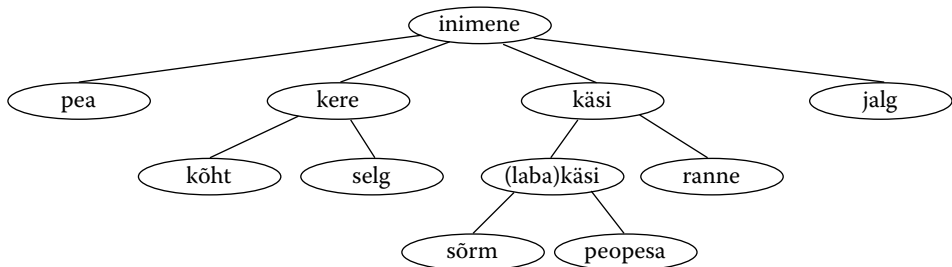 inimene
pea kere käsi jalg
kõht selg (laba)käsi ranne
sõrm peopesa